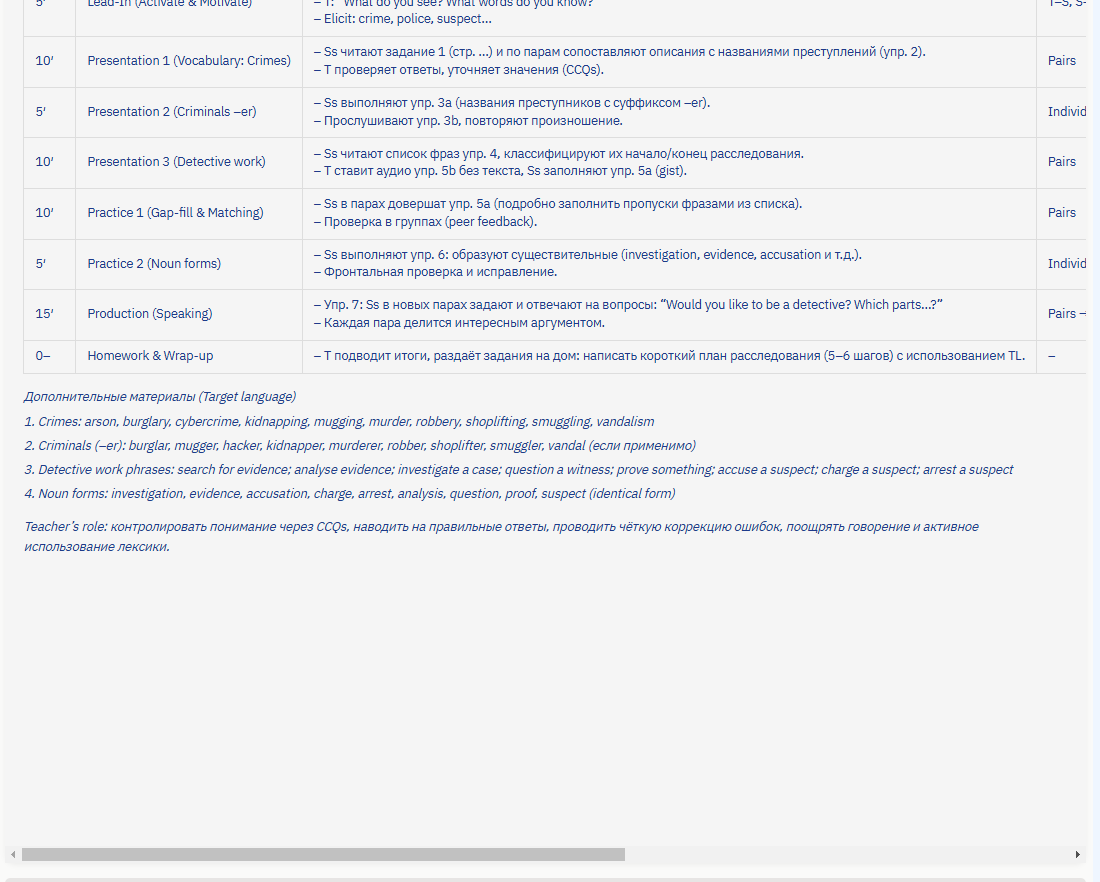 5′ Lead-in (Activate & Motivate) – T: "What do you see? What words do you know?"
– Elicit: crime, police, suspect…
10′ Presentation 1 (Vocabulary: Crimes) – Ss читают задание 1 (стр. …) и по парам сопоставляют описания с названиями преступлений (упр. 2). Pairs
– T проверяет ответы, уточняет значения (CCQs).
5′ Presentation 2 (Criminals –er) – Ss выполняют упр. 3a (названия преступников с суффиксом –er). Individ
– Прослушивают упр. 3b, повторяют произношение.
10′ Presentation 3 (Detective work) – Ss читают список фраз упр. 4, классифицируют их начало/конец расследования. Pairs
– T ставит аудио упр. 5b без текста, Ss заполняют упр. 5a (gist).
10′ Practice 1 (Gap-fill & Matching) – Ss в парах довершат упр. 5a (подробно заполнить пропуски фразами из списка). Pairs
– Проверка в группах (peer feedback).
5′ Practice 2 (Noun forms) – Ss выполняют упр. 6: образуют существительные (investigation, evidence, accusation и т.д.). Individ
– Фронтальная проверка и исправление.
15′ Production (Speaking) – Упр. 7: Ss в новых парах задают и отвечают на вопросы: “Would you like to be a detective? Which parts…?” Pairs
– Каждая пара делится интересным аргументом.
0– Homework & Wrap-up – T подводит итоги, раздаёт задания на дом: написать короткий план расследования (5–6 шагов) с использованием TL. –
Дополнительные материалы (Target language)
1. Crimes: arson, burglary, cybercrime, kidnapping, mugging, murder, robbery, shoplifting, smuggling, vandalism
2. Criminals (–er): burglar, mugger, hacker, kidnapper, murderer, robber, shoplifter, smuggler, vandal (если применимо)
3. Detective work phrases: search for evidence; analyse evidence; investigate a case; question a witness; prove something; accuse a suspect; charge a suspect; arrest a suspect
4. Noun forms: investigation, evidence, accusation, charge, arrest, analysis, question, proof, suspect (identical form)
Teacher’s role: контролировать понимание через CCQs, наводить на правильные ответы, проводить чёткую коррекцию ошибок, поощрять говорение и активное
использование лексики.